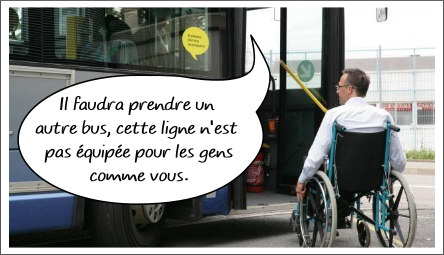 Il faudra prendre un
autre bus, cette ligne n'est
pas équipée pour les gens
comme vous.